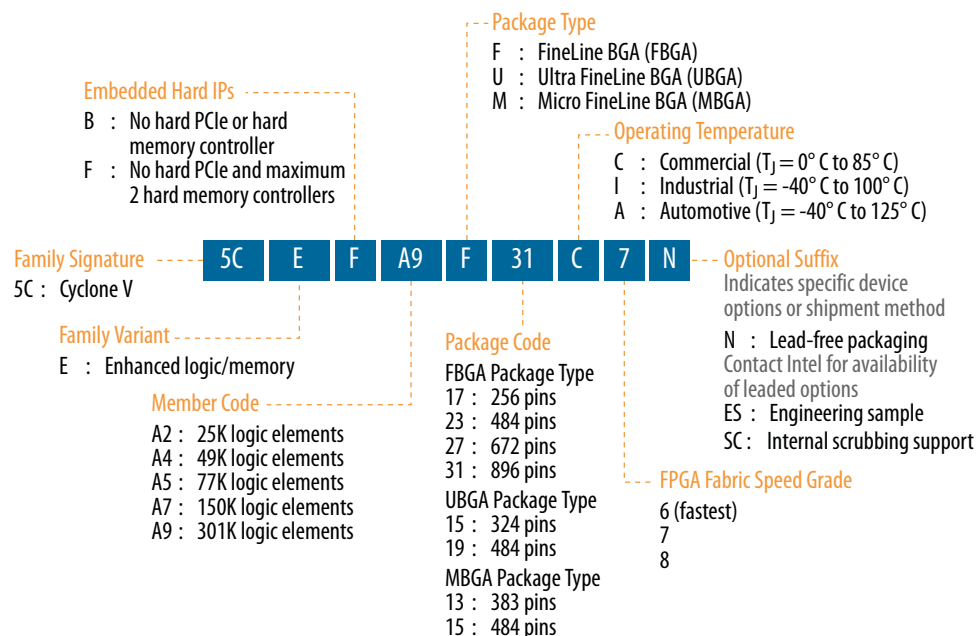 Package Type
F : FineLine BGA (FBGA)
U : Ultra FineLine BGA (UBGA)
M : Micro FineLine BGA (MBGA)
Embedded Hard IPs
B : No hard PCIe or hard
memory controller
F : No hard PCIe and maximum
2 hard memory controllers
Operating Temperature
C : Commercial (TJ = 0° C to 85° C)
I : Industrial (TJ = -40° C to 100° C)
A : Automotive (TJ = -40° C to 125° C)
Family Signature
5C : Cyclone V
5C E F A9 F 31 C 7 N
Optional Suffix
Indicates specific device
options or shipment method
N : Lead-free packaging
Contact Intel for availability
of leaded options
ES : Engineering sample
SC : Internal scrubbing support
Family Variant
E : Enhanced logic/memory
Member Code
A2 : 25K logic elements
A4 : 49K logic elements
A5 : 77K logic elements
A7 : 150K logic elements
A9 : 301K logic elements
Package Code
FBGA Package Type
17 : 256 pins
23 : 484 pins
27 : 672 pins
31 : 896 pins
UBGA Package Type
15 : 324 pins
19 : 484 pins
MBGA Package Type
13 : 383 pins
15 : 484 pins
FPGA Fabric Speed Grade
6 (fastest)
7
8